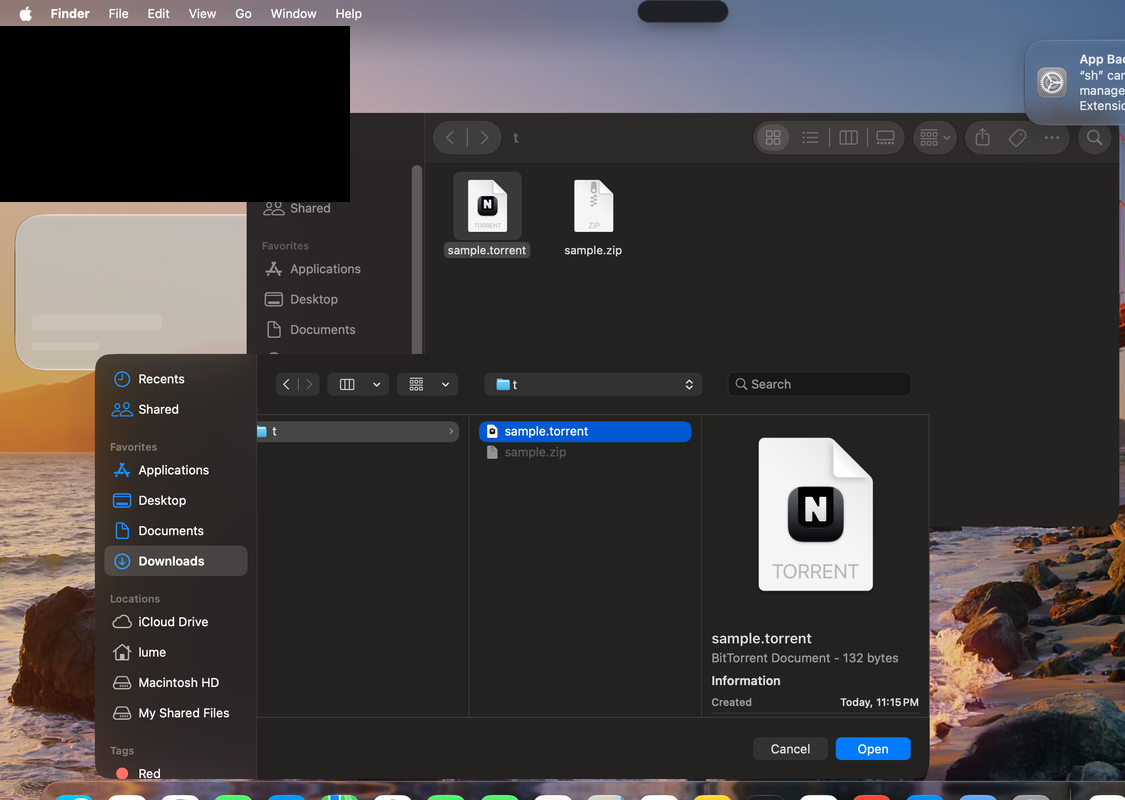 Finder File Edit View Go Window Help
App Bac
“sh” car
manage
Extensio
t
Shared
Favorites
Applications
Desktop
Documents
N
TORRENT
ZIP
sample.torrent
sample.zip
Recents
Shared
Favorites
Applications
Desktop
Documents
Downloads
Locations
iCloud Drive
lume
Macintosh HD
My Shared Files
Tags
Red
t
Search
t
sample.torrent
sample.zip
N
TORRENT
sample.torrent
BitTorrent Document - 132 bytes
Information
Created Today, 11:15 PM
Cancel Open